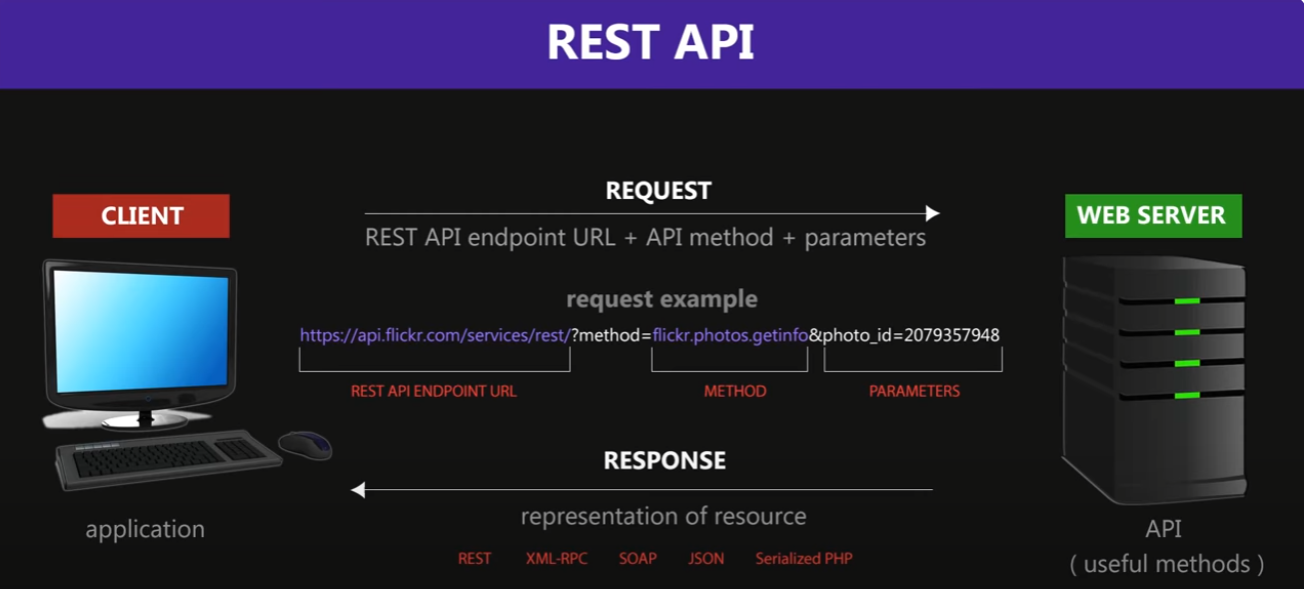 REST API
CLIENT
REQUEST
WEB SERVER
REST API endpoint URL + API method + parameters
request example
https://api.flickr.com/services/rest/?method=flickr.photos.getinfo&photo_id=2079357948
REST API ENDPOINT URL
METHOD
PARAMETERS
RESPONSE
representation of resource
application
API
( useful methods )
REST XML-RPC SOAP JSON Serialized PHP